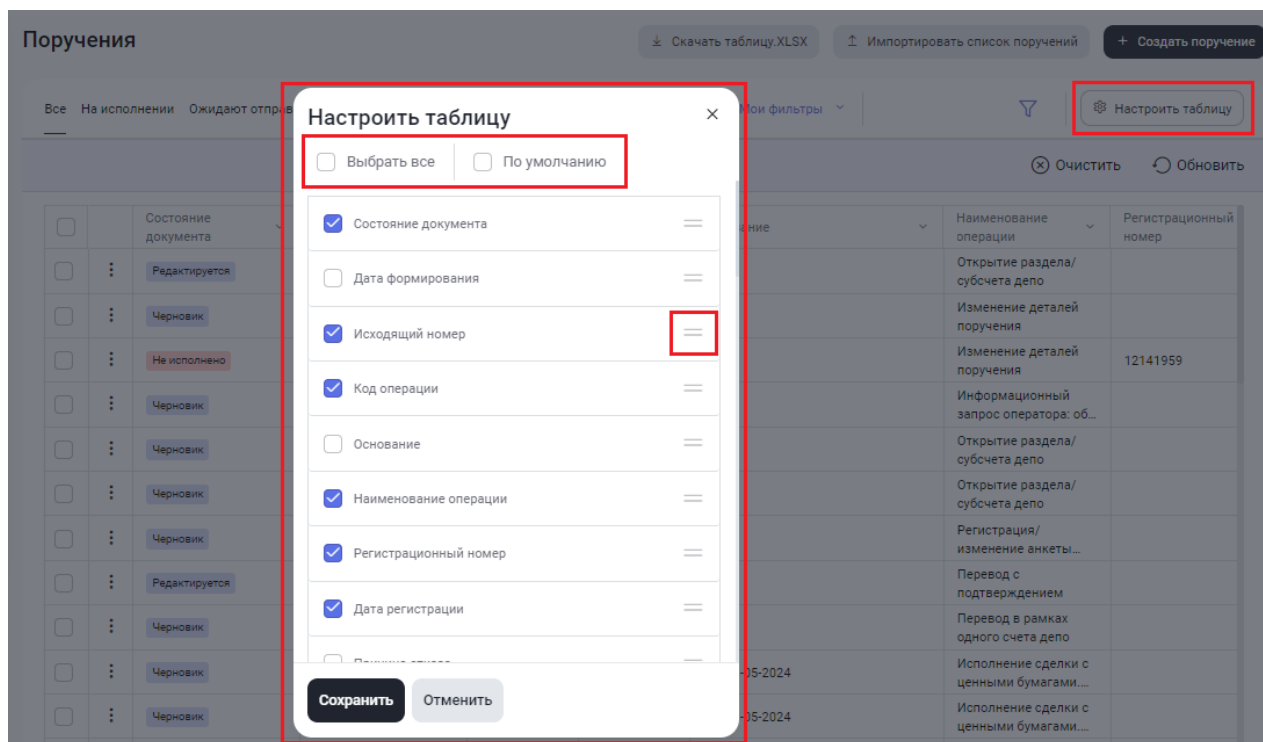 Поручения
Скачать таблицу.XLSX
Импортировать список поручений
+ Создать поручение
Все На исполнении Ожидают
Мои фильтры
Настроить таблицу
Очистить
Обновить
Настроить таблицу
Выбрать все
По умолчанию
Состояние документа
Дата формирования
Исходящий номер
Код операции
Основание
Наименование операции
Регистрационный номер
Дата регистрации
Сохранить
Отменить
Состояние
документа
Наименование
операции
Регистрационный
номер
Редактируется
Открытие раздела/
субсчета депо
Черновик
Изменение деталей
поручения
Не исполнено
Изменение деталей
поручения
12141959
Черновик
Информационный
запрос оператора: об...
Черновик
Открытие раздела/
субсчета депо
Черновик
Открытие раздела/
субсчета депо
Черновик
Регистрация/
изменение анкеты...
Редактируется
Перевод с
подтверждением
Черновик
Перевод в рамках
одного счета депо
Черновик
-05-2024
Исполнение сделки с
ценными бумагами....
Черновик
-05-2024
Исполнение сделки с
ценными бумагами....